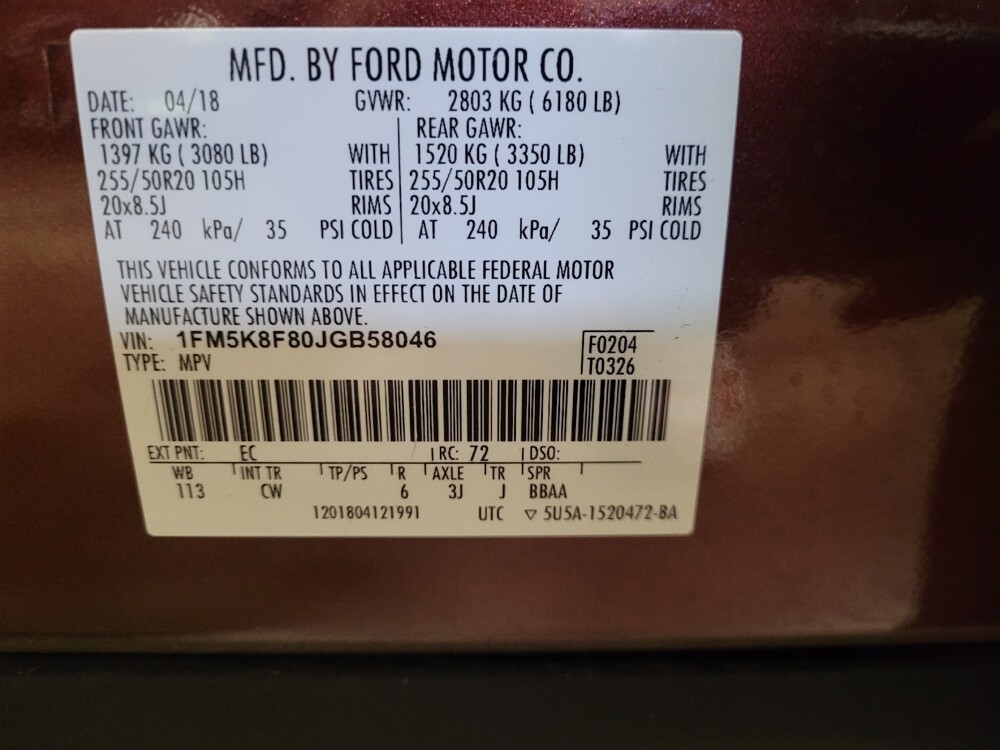 MFD. BY FORD MOTOR CO.
DATE: 04/18 GVWR: 2803 KG ( 6180 LB)
FRONT GAWR: REAR GAWR:
1397 KG ( 3080 LB) WITH 1520 KG ( 3350 LB) WITH
255/50R20 105H TIRES 255/50R20 105H TIRES
20x8.5J RIMS 20x8.5J RIMS
AT 240 kPa/ 35 PSI COLD AT 240 kPa/ 35 PSI COLD
THIS VEHICLE CONFORMS TO ALL APPLICABLE FEDERAL MOTOR
VEHICLE SAFETY STANDARDS IN EFFECT ON THE DATE OF
MANUFACTURE SHOWN ABOVE.
VIN: 1FM5K8F80JGB58046 F0204
TYPE: MPV T0326
EXT PNT: EC RC: 72 DSO:
WB INT TR TP/PS R AXLE TR SPR
113 CW 6 3J J BBAA
1201804121991 UTC ▽ 5U5A-1520472-BA